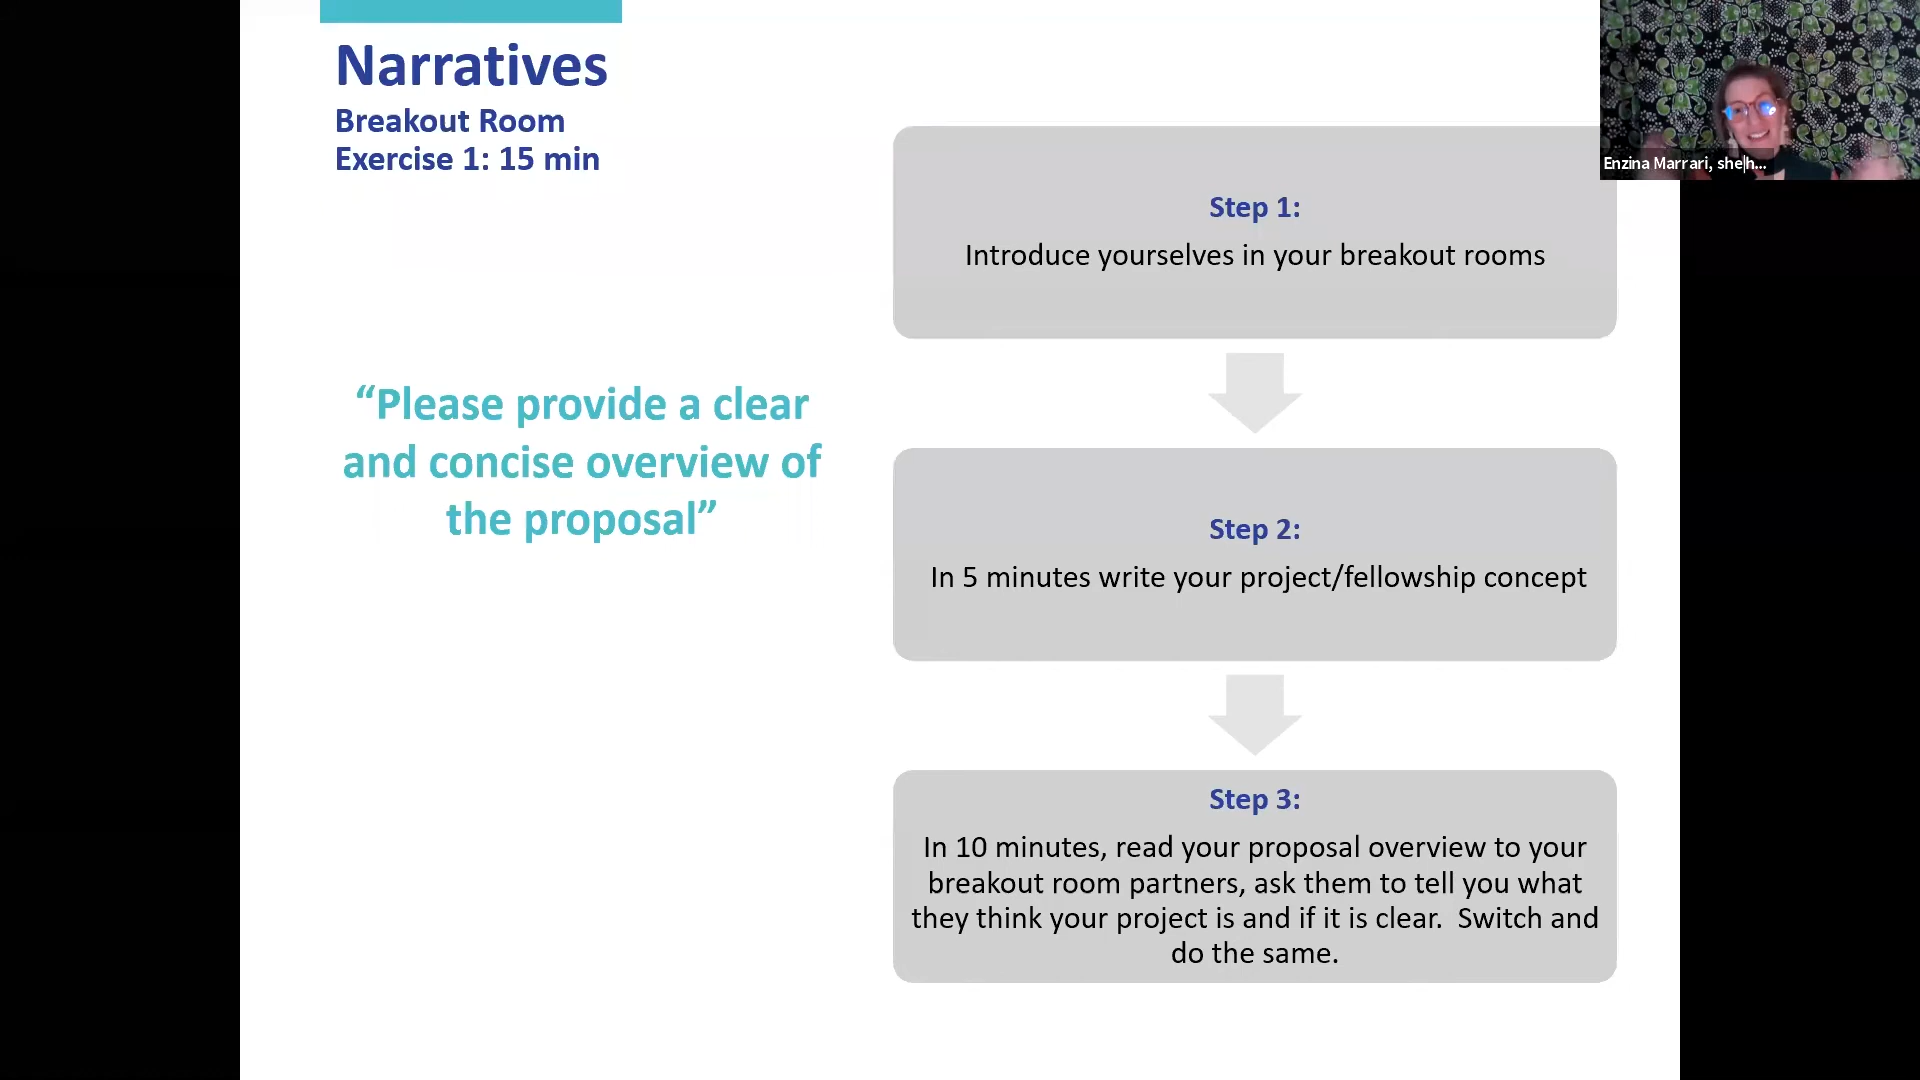 Narratives
Breakout Room
Exercise 1: 15 min
“Please provide a clear
and concise overview of
the proposal”
Step 1:
Introduce yourselves in your breakout rooms
Step 2:
In 5 minutes write your project/fellowship concept
Step 3:
In 10 minutes, read your proposal overview to your
breakout room partners, ask them to tell you what
they think your project is and if it is clear.  Switch and
do the same.
Enzina Marrari, she|h...